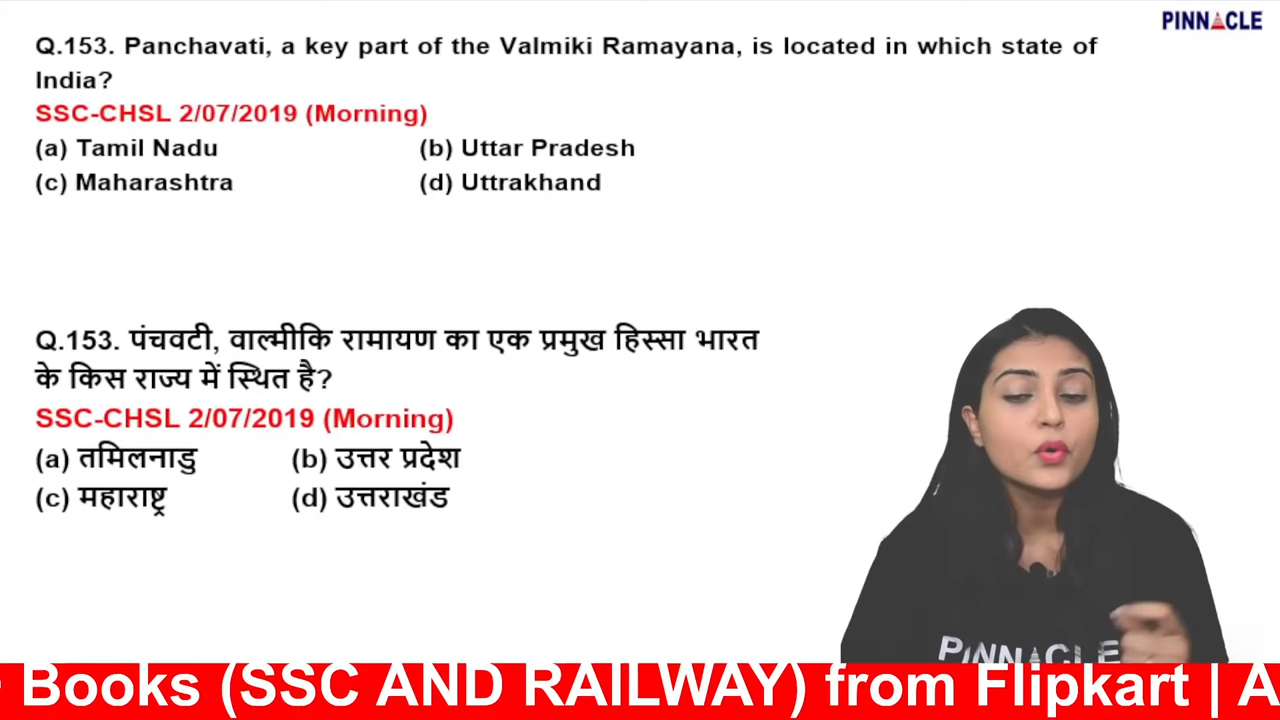 PINNACLE
Q.153. Panchavati, a key part of the Valmiki Ramayana, is located in which state of
India?
SSC-CHSL 2/07/2019 (Morning)
(a) Tamil Nadu (b) Uttar Pradesh
(c) Maharashtra (d) Uttrakhand
Q.153. पंचवटी, वाल्मीकि रामायण का एक प्रमुख हिस्सा भारत
के किस राज्य में स्थित है?
SSC-CHSL 2/07/2019 (Morning)
(a) तमिलनाडु (b) उत्तर प्रदेश
(c) महाराष्ट्र (d) उत्तराखंड
PINNACLE
Books (SSC AND RAILWAY) from Flipkart | A